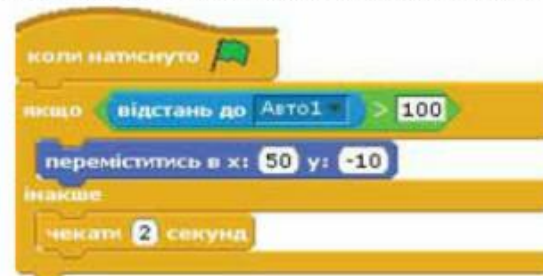 коли натиснуто
якщо відстань до Авто1 > 100
переміститись в x: 50 y: -10
інакше
чекати 2 секунд